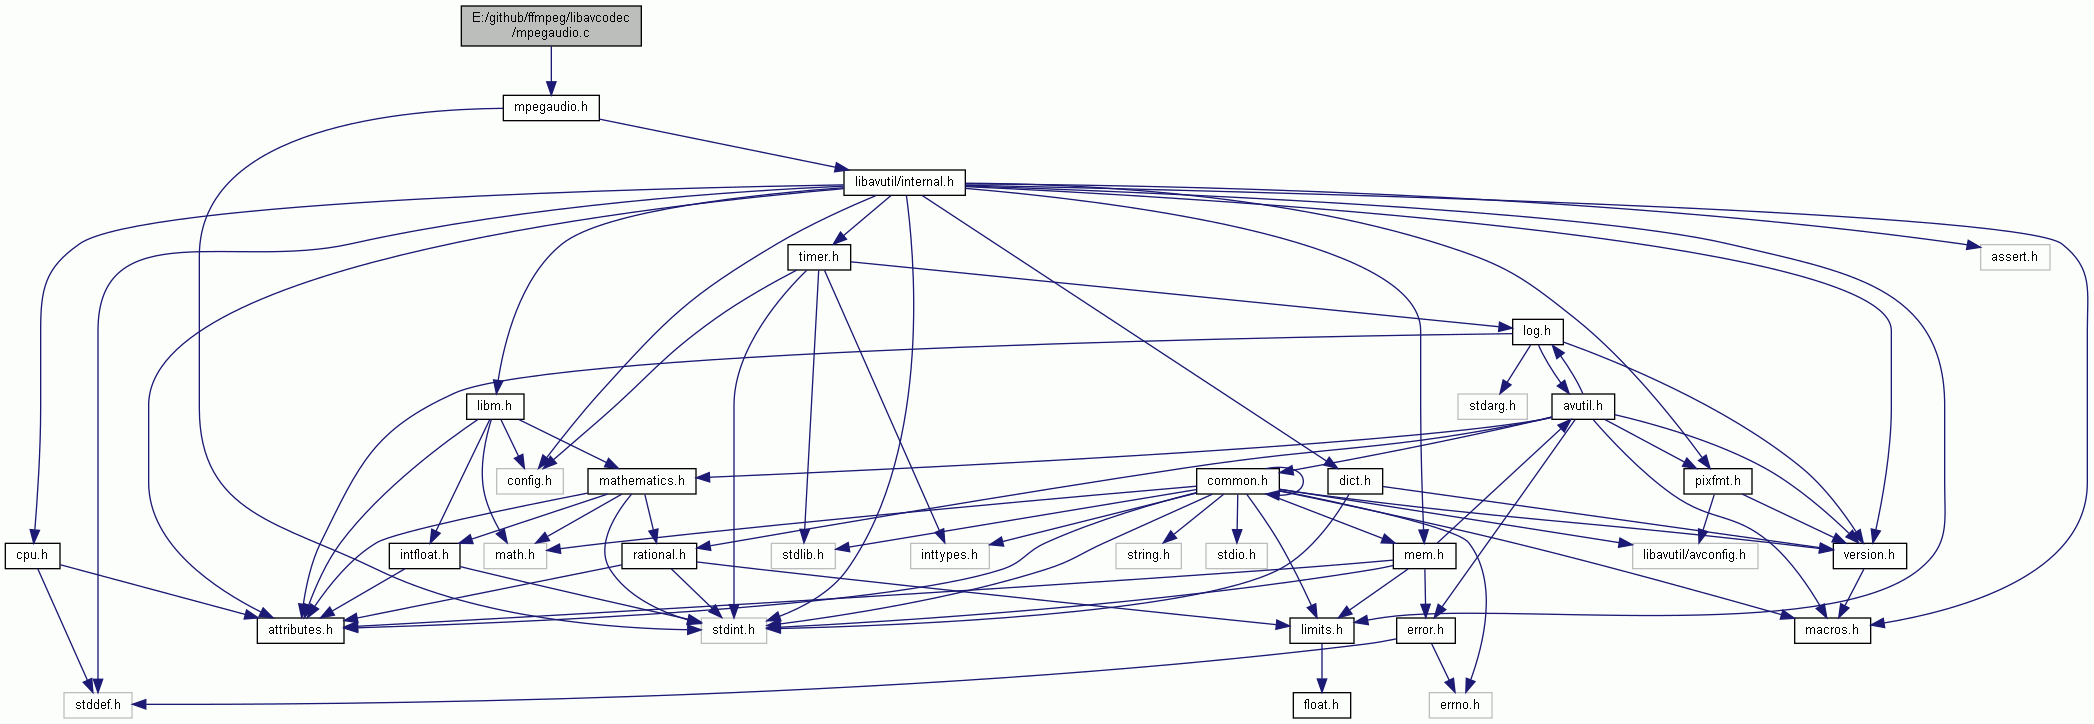 E:/github/ffmpeg/libavcodec
/mpegaudio.c
mpegaudio.h
libavutil/internal.h
timer.h
assert.h
log.h
libm.h
stdarg.h
avutil.h
config.h
mathematics.h
common.h
dict.h
pixfmt.h
cpu.h
intfloat.h
math.h
rational.h
stdlib.h
inttypes.h
string.h
stdio.h
mem.h
libavutil/avconfig.h
version.h
attributes.h
stdint.h
limits.h
error.h
macros.h
stddef.h
float.h
errno.h